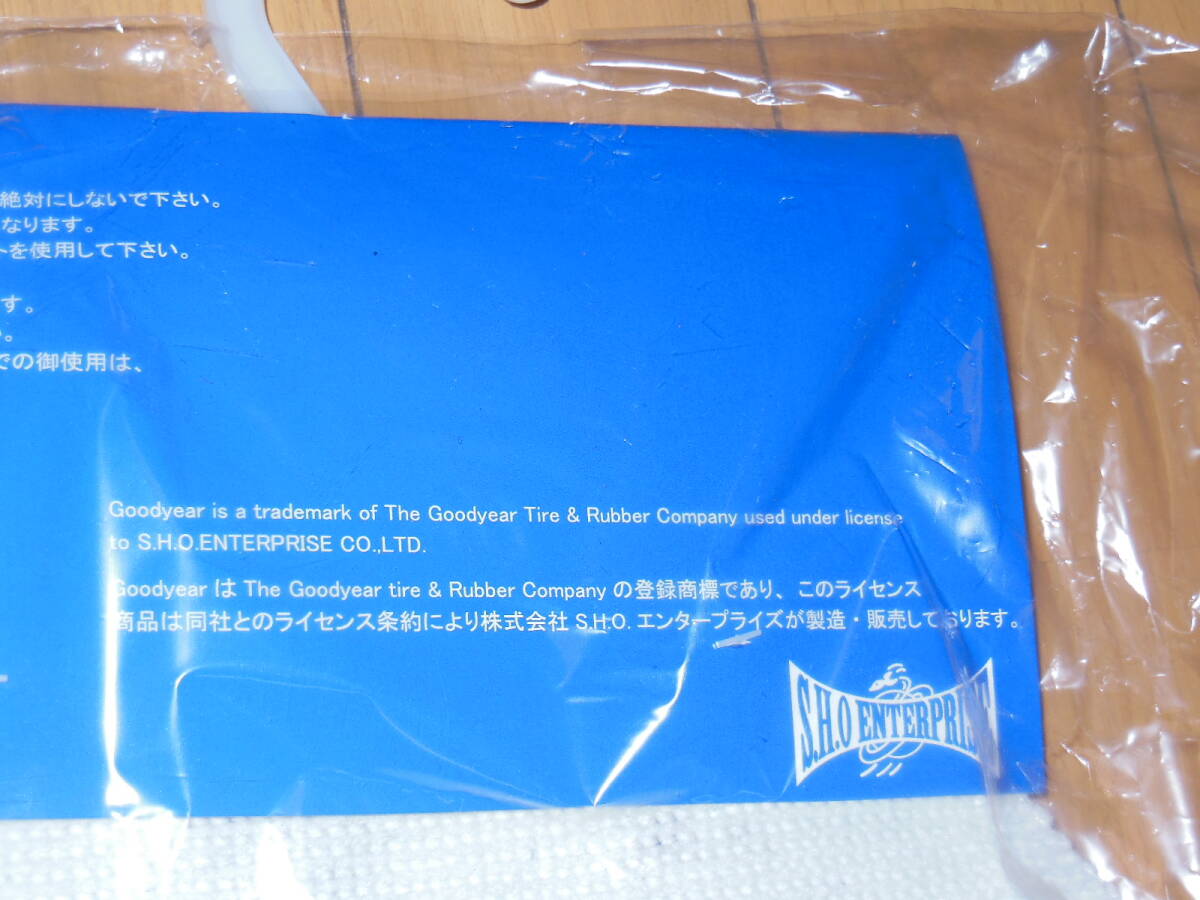 絶対にしないで下さい。
なります。
トを使用して下さい。
す。
い。
での御使用は、
Goodyear is a trademark of The Goodyear Tire & Rubber Company used under license
to S.H.O.ENTERPRISE CO.,LTD.
Goodyear は The Goodyear tire & Rubber Company の登録商標であり、このライセンス
商品は同社とのライセンス条約により株式会社 S.H.O. エンタープライズが製造・販売しております。
S.H.O ENTERPRISE